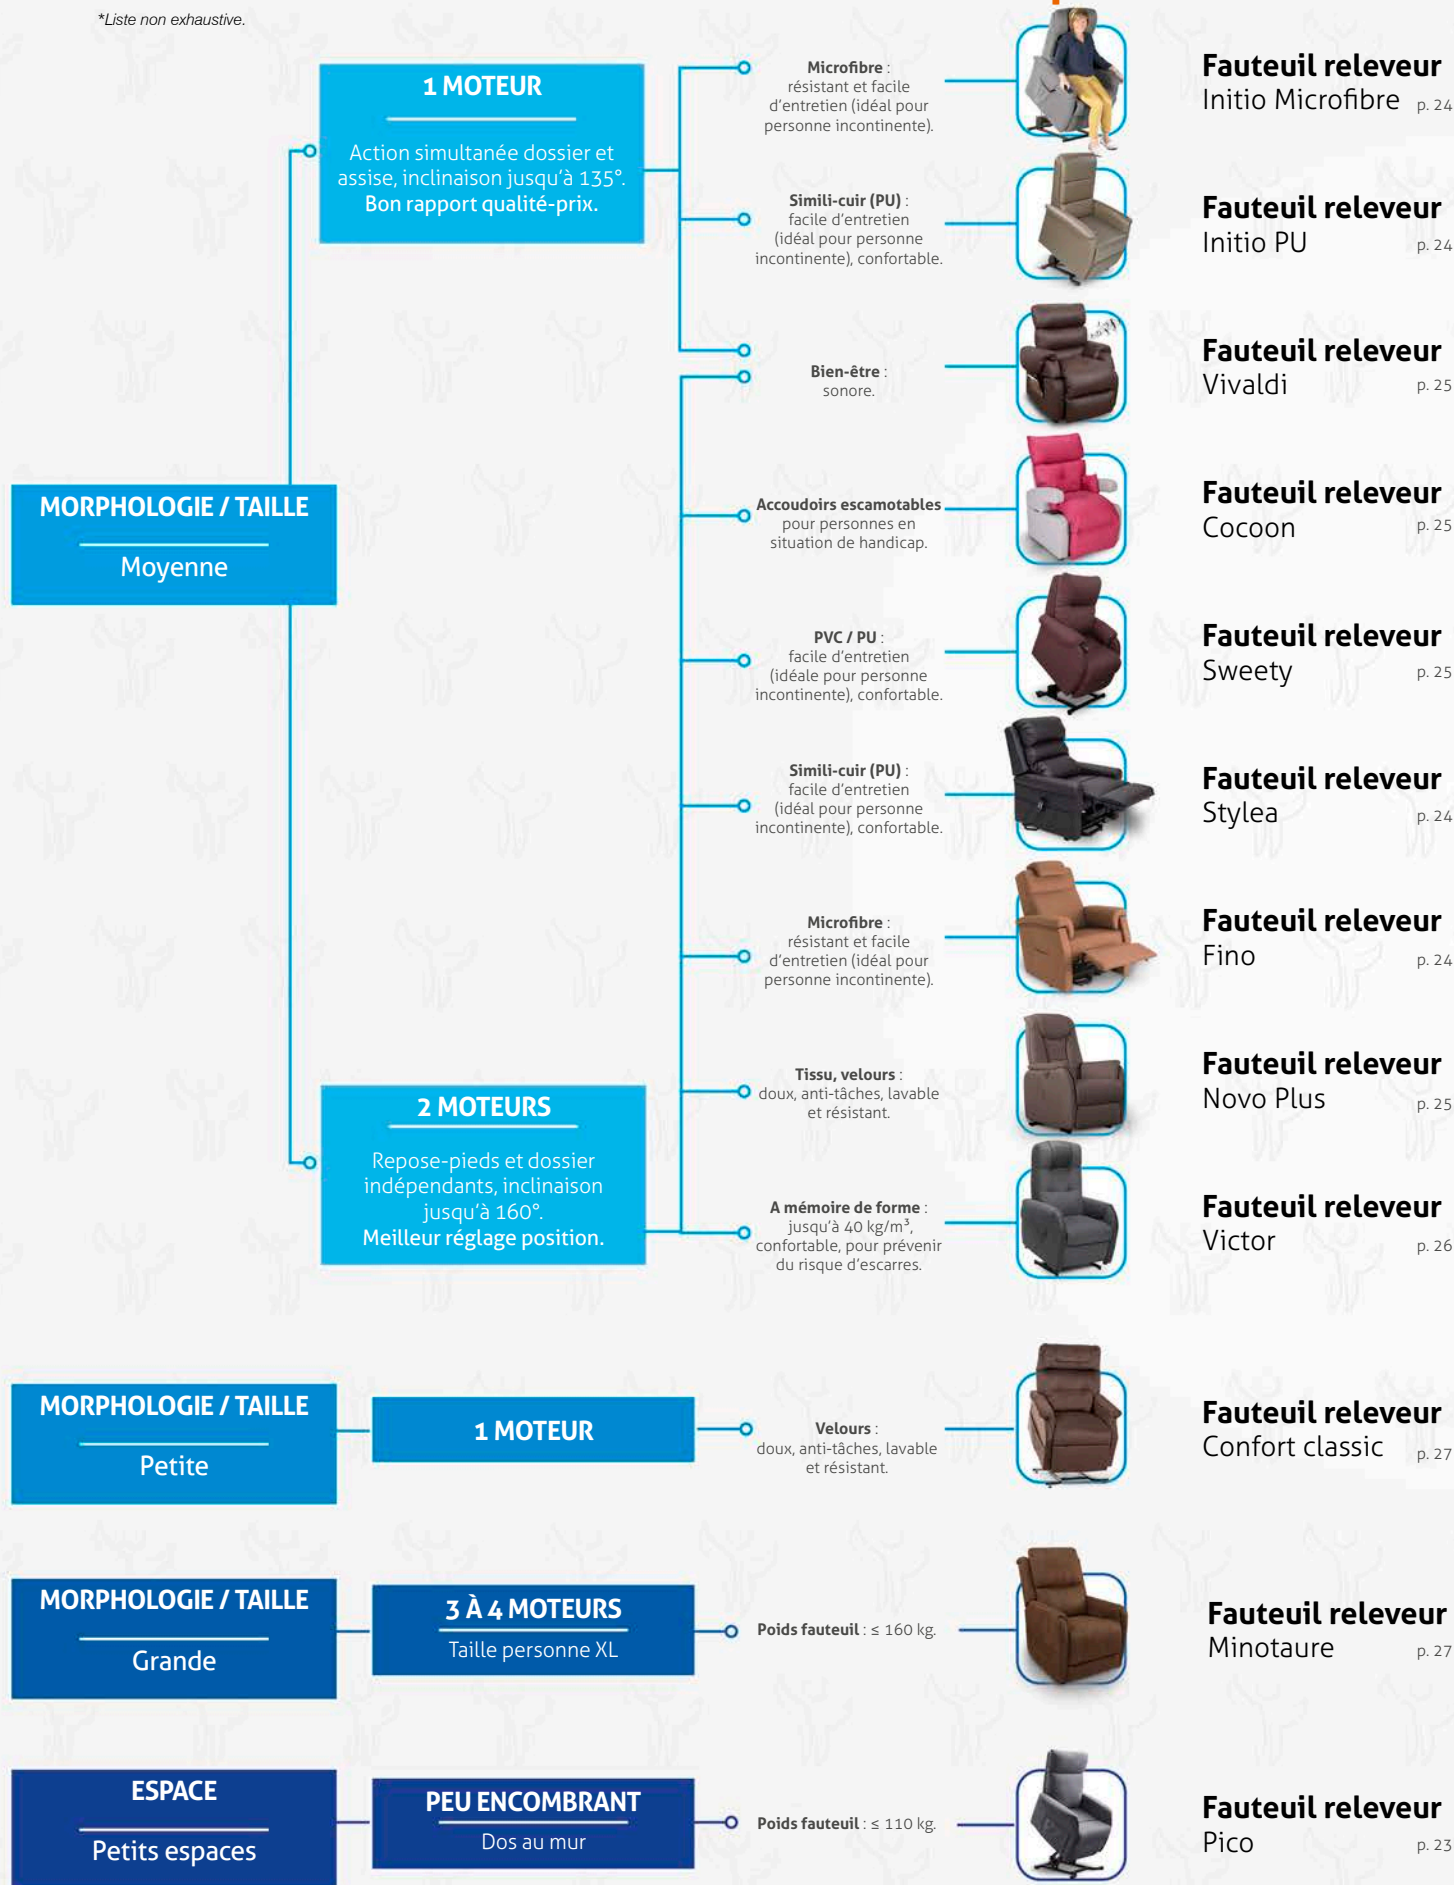 *Liste non exhaustive.
MORPHOLOGIE / TAILLE
Moyenne
1 MOTEUR
Action simultanée dossier et
assise, inclinaison jusqu'à 135°.
Bon rapport qualité-prix.
Microfibre :
résistant et facile
d'entretien (idéal pour
personne incontinente).
Fauteuil releveur
Initio Microfibre p. 24
Simili-cuir (PU) :
facile d'entretien
(idéal pour personne
incontinente), confortable.
Fauteuil releveur
Initio PU p. 24
Bien-être :
sonore.
Fauteuil releveur
Vivaldi p. 25
2 MOTEURS
Repose-pieds et dossier
indépendants, inclinaison
jusqu'à 160°.
Meilleur réglage position.
Accoudoirs escamotables
pour personnes en
situation de handicap.
Fauteuil releveur
Cocoon p. 25
PVC / PU :
facile d'entretien
(idéale pour personne
incontinente), confortable.
Fauteuil releveur
Sweety p. 25
Simili-cuir (PU) :
facile d'entretien
(idéal pour personne
incontinente), confortable.
Fauteuil releveur
Stylea p. 24
Microfibre :
résistant et facile
d'entretien (idéal pour
personne incontinente).
Fauteuil releveur
Fino p. 24
Tissu, velours :
doux, anti-tâches, lavable
et résistant.
Fauteuil releveur
Novo Plus p. 25
A mémoire de forme :
jusqu'à 40 kg/m³,
confortable, pour prévenir
du risque d'escarres.
Fauteuil releveur
Victor p. 26
MORPHOLOGIE / TAILLE
Petite
1 MOTEUR
Velours :
doux, anti-tâches, lavable
et résistant.
Fauteuil releveur
Confort classic p. 27
MORPHOLOGIE / TAILLE
Grande
3 À 4 MOTEURS
Taille personne XL
Poids fauteuil : ≤ 160 kg.
Fauteuil releveur
Minotaure p. 27
ESPACE
Petits espaces
PEU ENCOMBRANT
Dos au mur
Poids fauteuil : ≤ 110 kg.
Fauteuil releveur
Pico p. 23